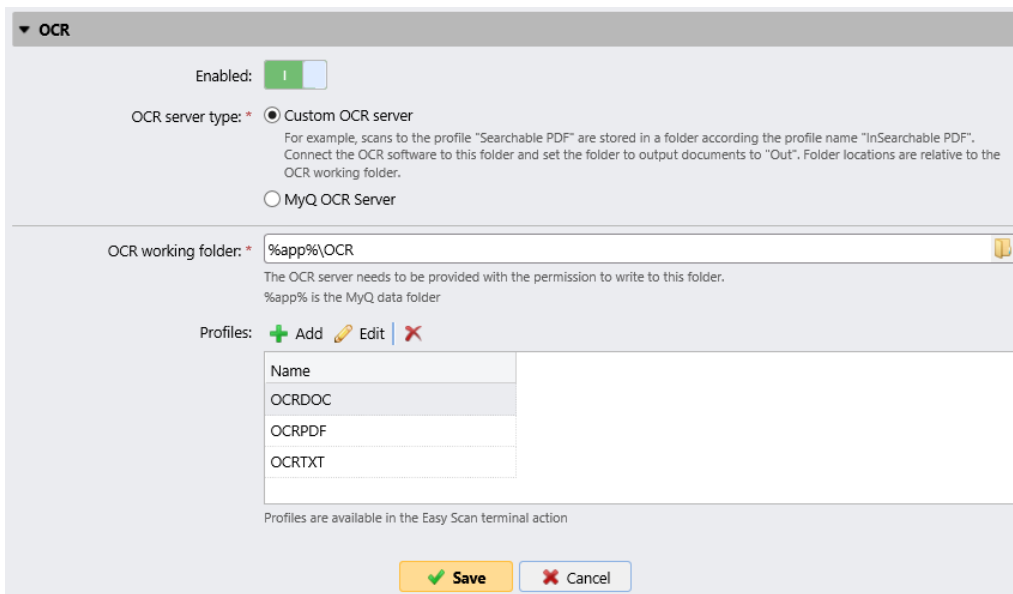 OCR
Enabled:
OCR server type: * Custom OCR server
For example, scans to the profile "Searchable PDF" are stored in a folder according the profile name "InSearchable PDF".
Connect the OCR software to this folder and set the folder to output documents to "Out". Folder locations are relative to the
OCR working folder.
MyQ OCR Server
OCR working folder: * %app%\OCR
The OCR server needs to be provided with the permission to write to this folder.
%app% is the MyQ data folder
Profiles: Add Edit
Name
OCRDOC
OCRPDF
OCRTXT
Profiles are available in the Easy Scan terminal action
Save Cancel